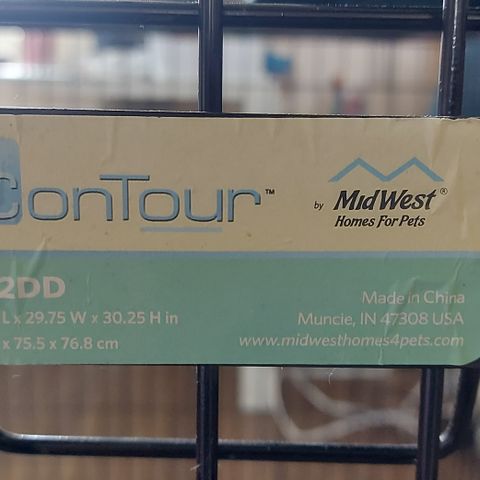 ConTour™
by MidWest®
Homes For Pets
2DD
L x 29.75 W x 30.25 H in
x 75.5 x 76.8 cm
Made in China
Muncie, IN 47308 USA
www.midwesthomes4pets.com